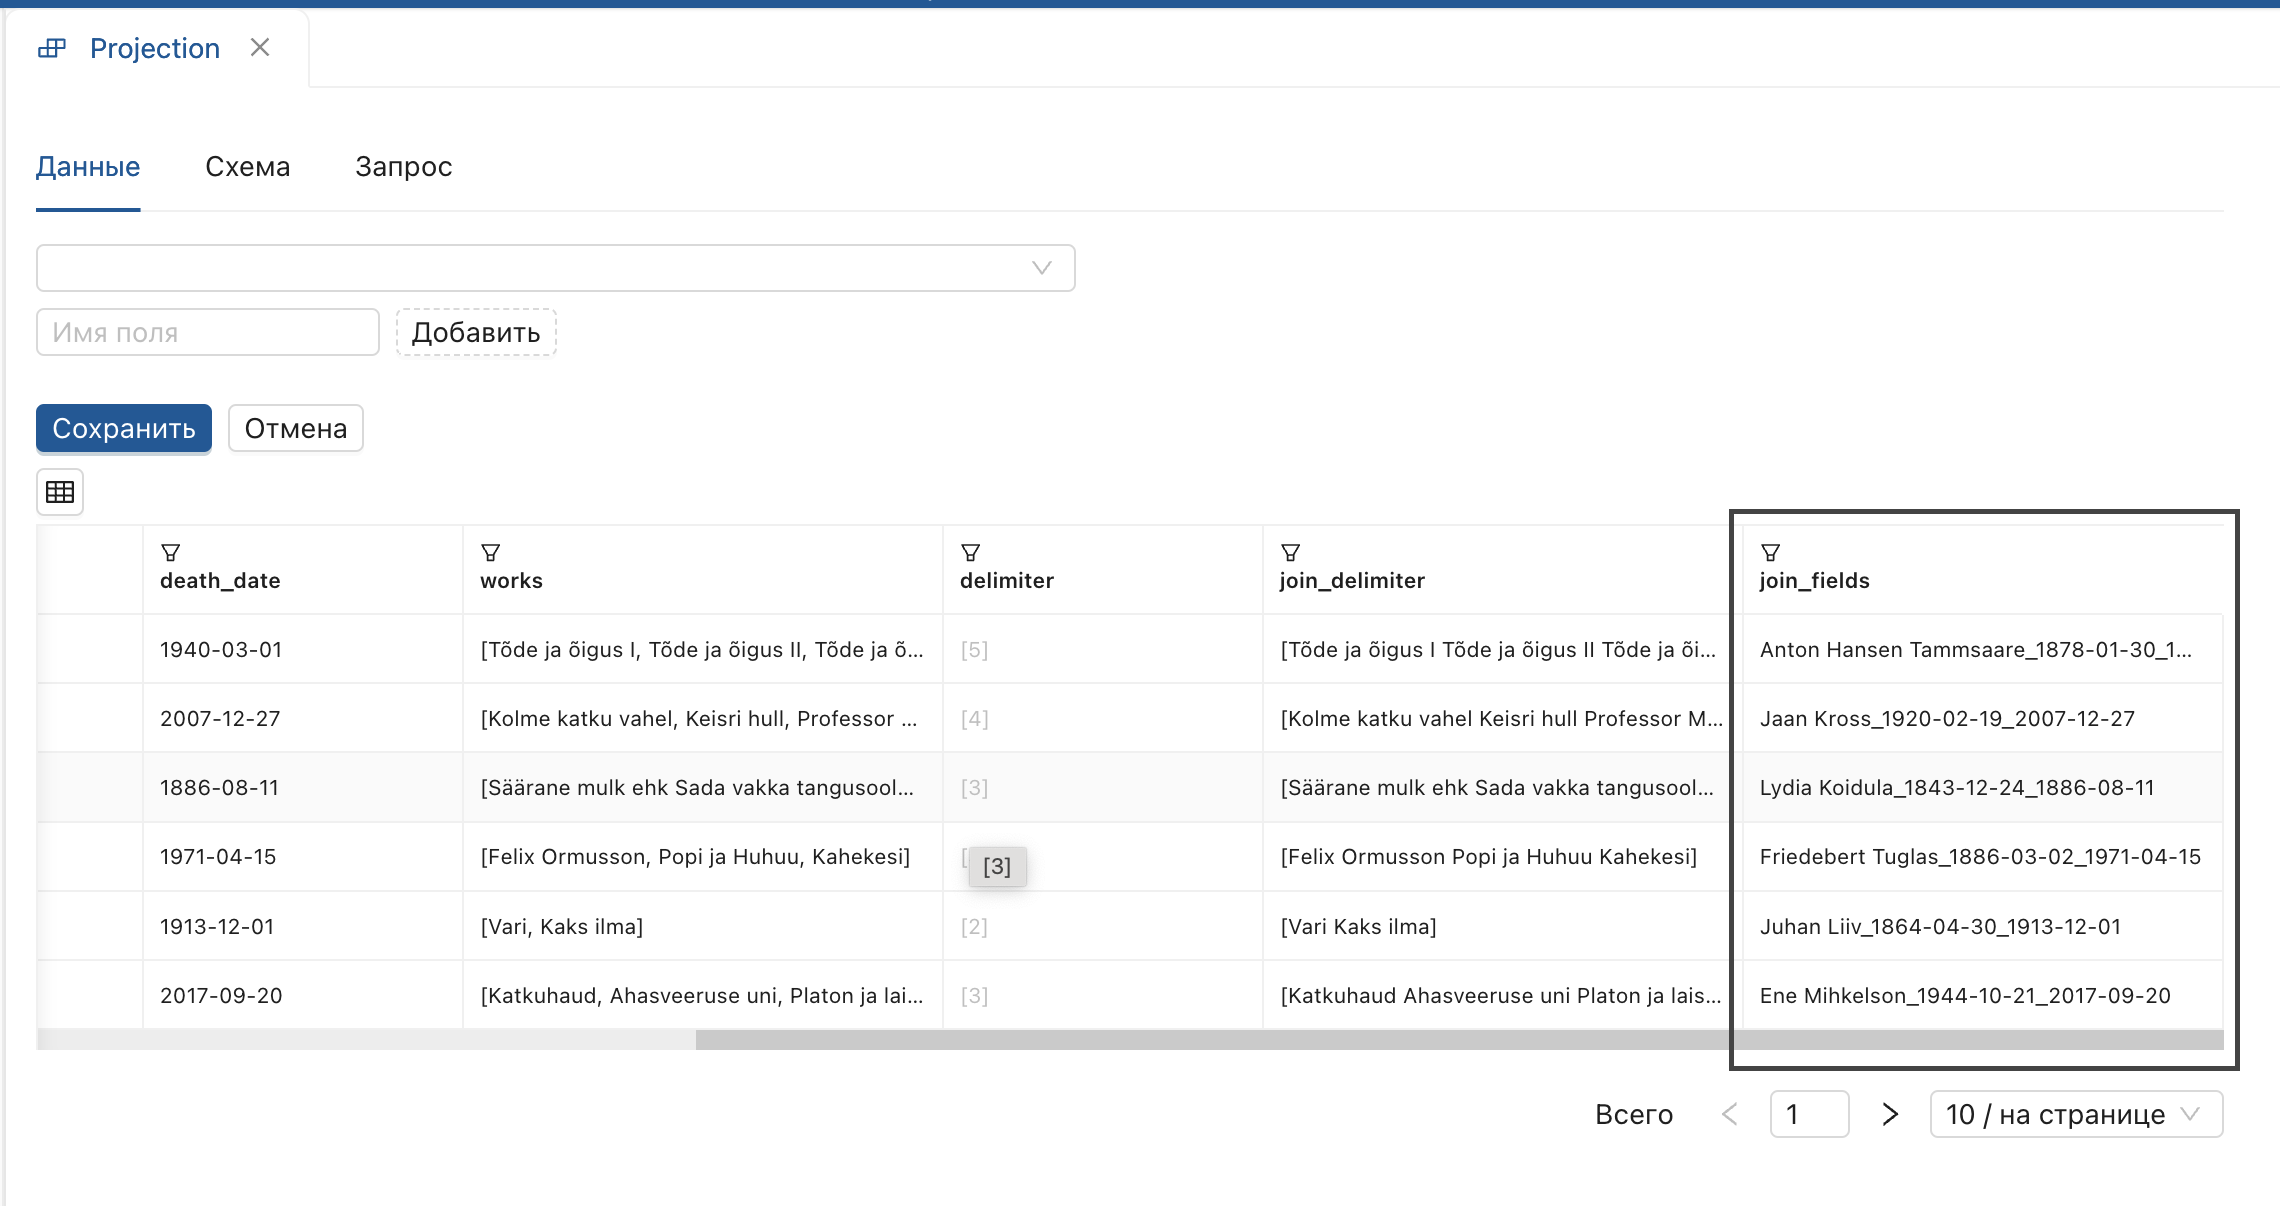 Projection
Данные Схема Запрос
Имя поля Добавить
Сохранить Отмена
death_date works delimiter join_delimiter join_fields
1940-03-01 [Tõde ja õigus I, Tõde ja õigus II, Tõde ja õ... [5] [Tõde ja õigus I Tõde ja õigus II Tõde ja õi... Anton Hansen Tammsaare_1878-01-30_1...
2007-12-27 [Kolme katku vahel, Keisri hull, Professor ... [4] [Kolme katku vahel Keisri hull Professor M... Jaan Kross_1920-02-19_2007-12-27
1886-08-11 [Säärane mulk ehk Sada vakka tangusool... [3] [Säärane mulk ehk Sada vakka tangusool... Lydia Koidula_1843-12-24_1886-08-11
1971-04-15 [Felix Ormusson, Popi ja Huhuu, Kahekesi] [3] [Felix Ormusson Popi ja Huhuu Kahekesi] Friedebert Tuglas_1886-03-02_1971-04-15
1913-12-01 [Vari, Kaks ilma] [2] [Vari Kaks ilma] Juhan Liiv_1864-04-30_1913-12-01
2017-09-20 [Katkuhaud, Ahasveeruse uni, Platon ja lai... [3] [Katkuhaud Ahasveeruse uni Platon ja lais... Ene Mihkelson_1944-10-21_2017-09-20
Всего 1 10 / на странице